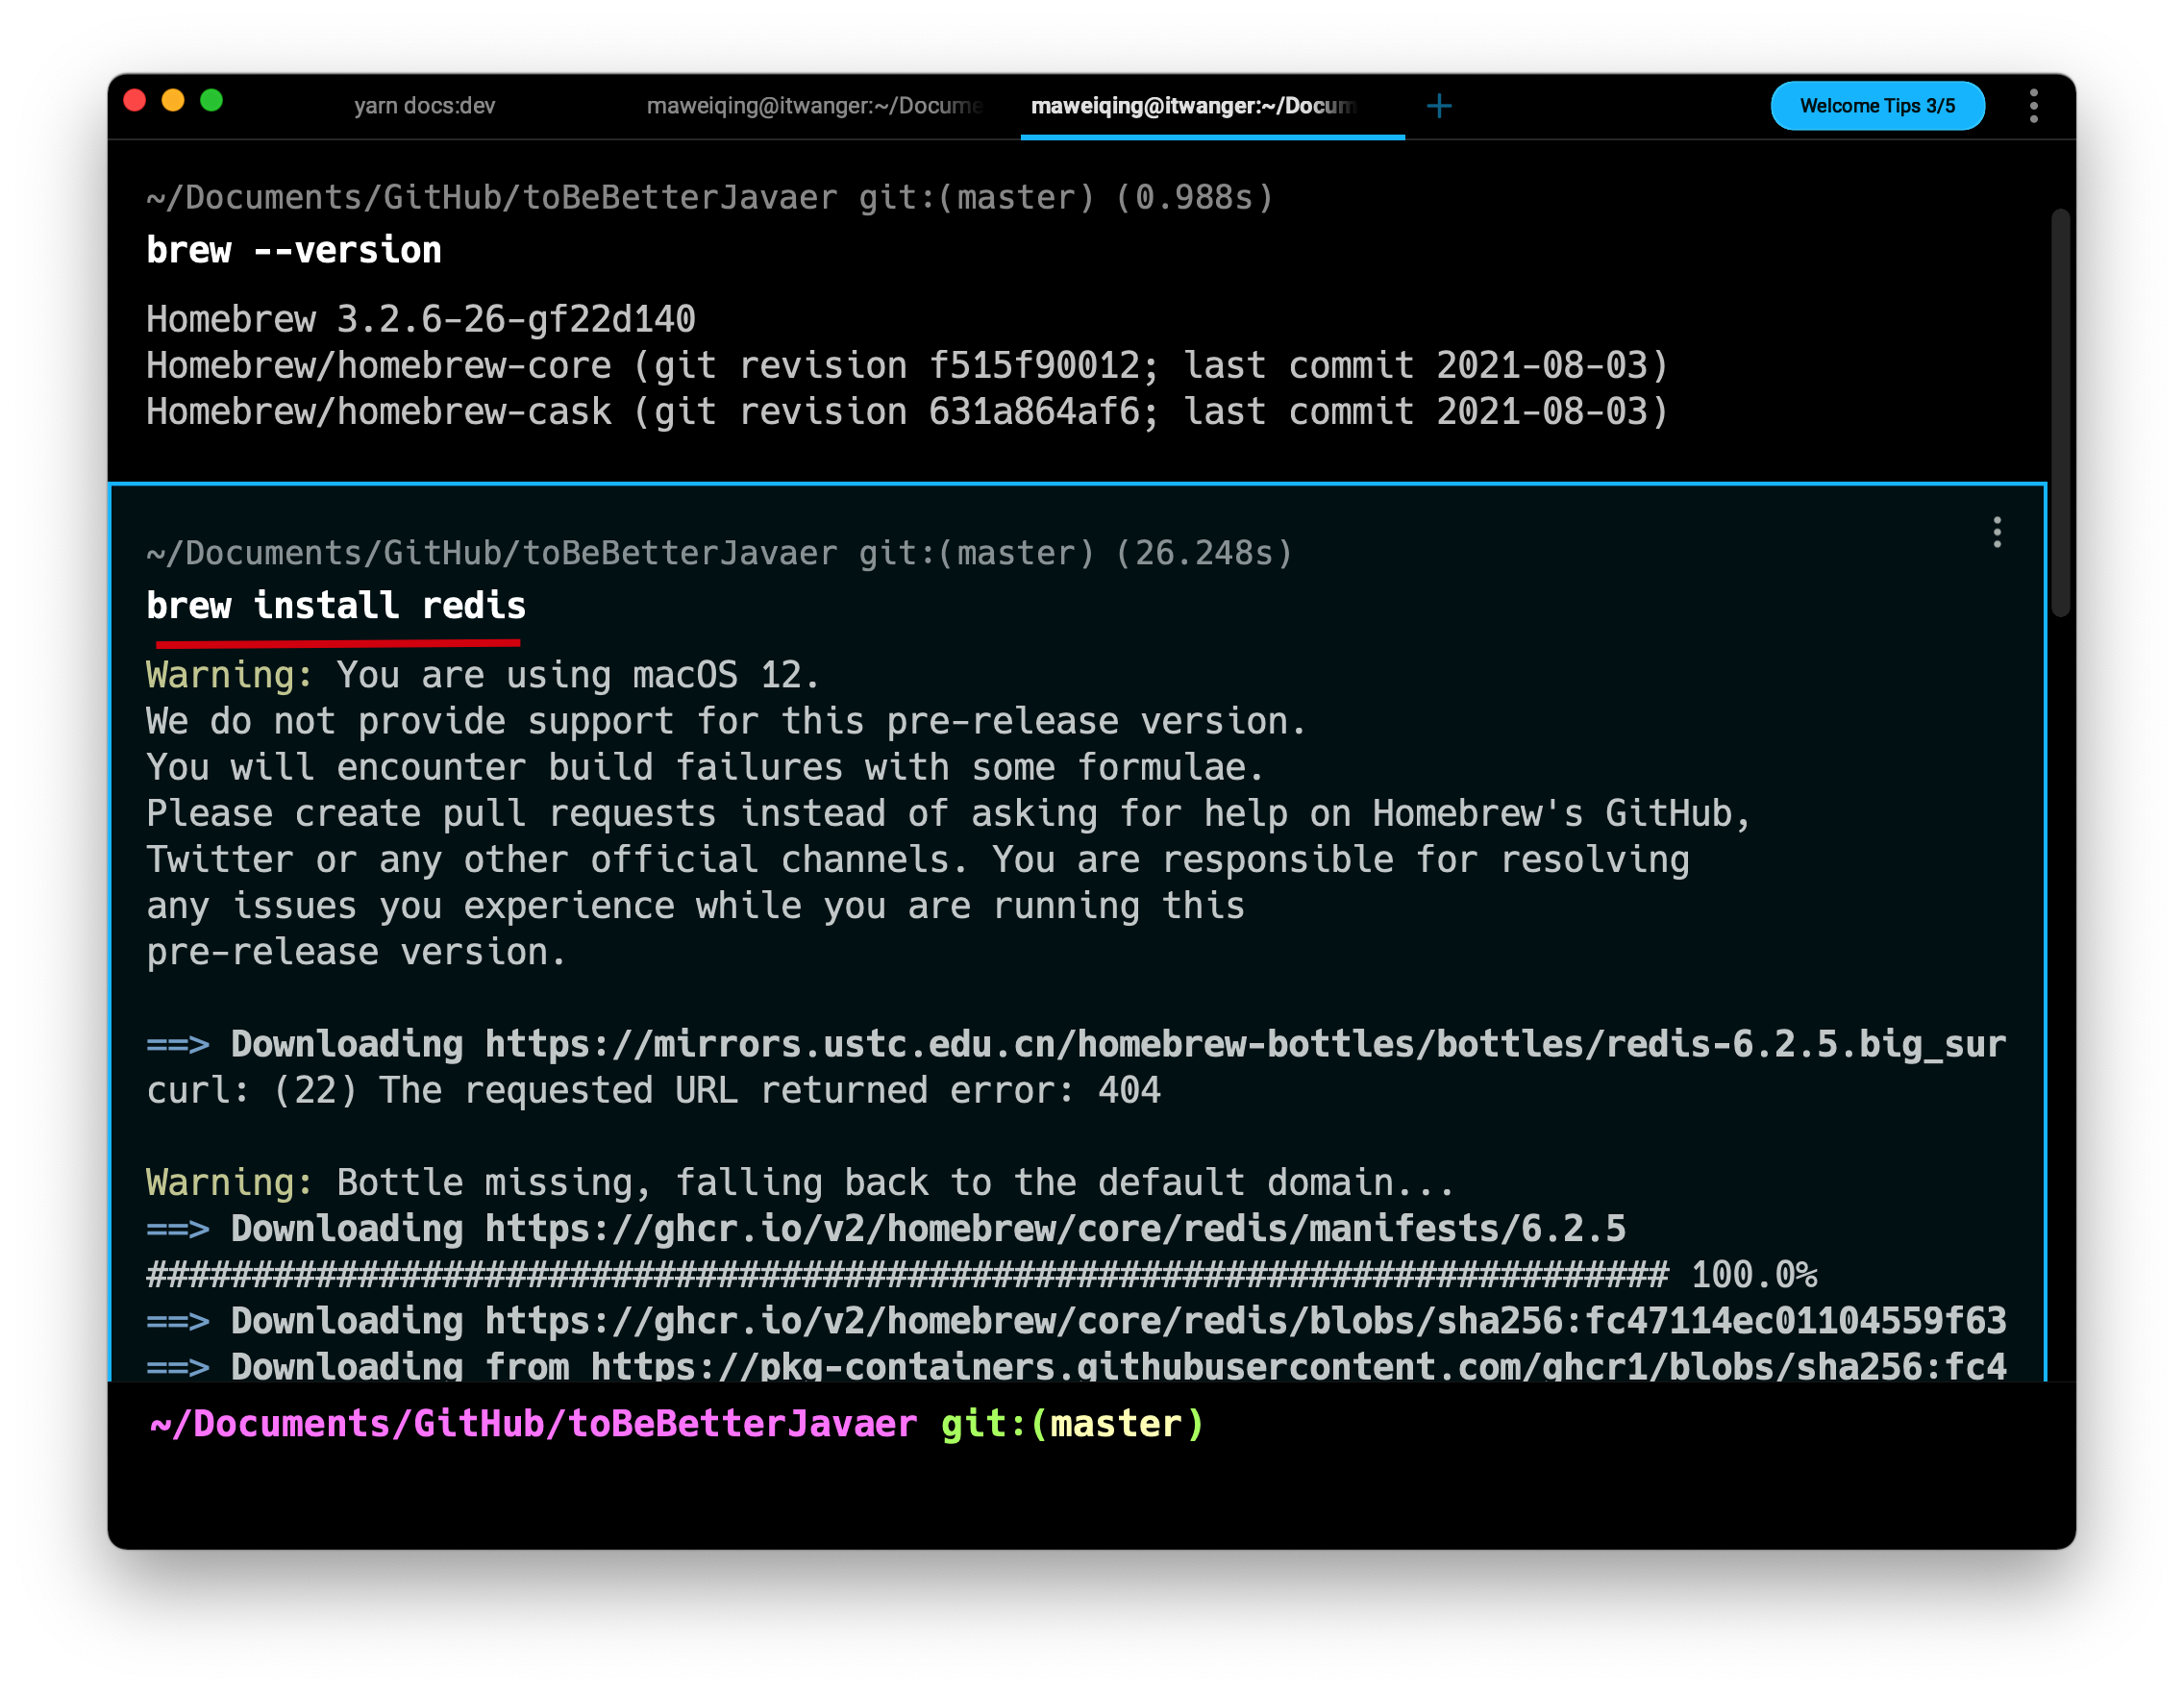 yarn docs:dev
maweiqing@itwanger:~/Docume
maweiqing@itwanger:~/Docum
+
Welcome Tips 3/5
~/Documents/GitHub/toBeBetterJavaer git:(master) (0.988s)
brew --version
Homebrew 3.2.6-26-gf22d140
Homebrew/homebrew-core (git revision f515f90012; last commit 2021-08-03)
Homebrew/homebrew-cask (git revision 631a864af6; last commit 2021-08-03)
~/Documents/GitHub/toBeBetterJavaer git:(master) (26.248s)
brew install redis
Warning: You are using macOS 12.
We do not provide support for this pre-release version.
You will encounter build failures with some formulae.
Please create pull requests instead of asking for help on Homebrew's GitHub,
Twitter or any other official channels. You are responsible for resolving
any issues you experience while you are running this
pre-release version.
==> Downloading https://mirrors.ustc.edu.cn/homebrew-bottles/bottles/redis-6.2.5.big_sur
curl: (22) The requested URL returned error: 404
Warning: Bottle missing, falling back to the default domain...
==> Downloading https://ghcr.io/v2/homebrew/core/redis/manifests/6.2.5
######################################################################## 100.0%
==> Downloading https://ghcr.io/v2/homebrew/core/redis/blobs/sha256:fc47114ec01104559f63
==> Downloading from https://pkg-containers.githubusercontent.com/ghcr1/blobs/sha256:fc4
~/Documents/GitHub/toBeBetterJavaer git:(master)